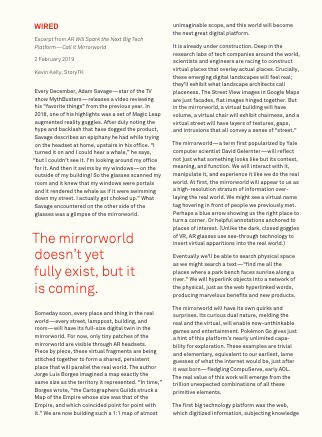 WIRED
Excerpt from AR Will Spark the Next Big Tech
Platform—Call It Mirrorworld
2 February 2019
Kevin Kelly, StoryTK
Every December, Adam Savage—star of the TV
show MythBusters—releases a video reviewing
his "favorite things" from the previous year. In
2018, one of his highlights was a set of Magic Leap
augmented reality goggles. After duly noting the
hype and backlash that have dogged the product,
Savage describes an epiphany he had while trying
on the headset at home, upstairs in his office. "I
turned it on and I could hear a whale," he says,
"but I couldn't see it. I'm looking around my office
for it. And then it swims by my windows—on the
outside of my building! So the glasses scanned my
room and it knew that my windows were portals
and it rendered the whale as if it were swimming
down my street. I actually got choked up." What
Savage encountered on the other side of the
glasses was a glimpse of the mirrorworld.
The mirrorworld
doesn't yet
fully exist, but it
is coming.
Someday soon, every place and thing in the real
world—every street, lamppost, building, and
room—will have its full-size digital twin in the
mirrorworld. For now, only tiny patches of the
mirrorworld are visible through AR headsets.
Piece by piece, these virtual fragments are being
stitched together to form a shared, persistent
place that will parallel the real world. The author
Jorge Luis Borges imagined a map exactly the
same size as the territory it represented. "In time,"
Borges wrote, "the Cartographers Guilds struck a
Map of the Empire whose size was that of the
Empire, and which coincided point for point with
it." We are now building such a 1:1 map of almost
unimaginable scope, and this world will become
the next great digital platform.
It is already under construction. Deep in the
research labs of tech companies around the world,
scientists and engineers are racing to construct
virtual places that overlay actual places. Crucially,
these emerging digital landscapes will feel real;
they'll exhibit what landscape architects call
placeness. The Street View images in Google Maps
are just facades, flat images hinged together. But
in the mirrorworld, a virtual building will have
volume, a virtual chair will exhibit chairness, and a
virtual street will have layers of textures, gaps,
and intrusions that all convey a sense of "street."
The mirrorworld—a term first popularized by Yale
computer scientist David Gelernter—will reflect
not just what something looks like but its context,
meaning, and function. We will interact with it,
manipulate it, and experience it like we do the real
world. At first, the mirrorworld will appear to us as
a high-resolution stratum of information over-
laying the real world. We might see a virtual name
tag hovering in front of people we previously met.
Perhaps a blue arrow showing us the right place to
turn a corner. Or helpful annotations anchored to
places of interest. (Unlike the dark, closed goggles
of VR, AR glasses use see-through technology to
insert virtual apparitions into the real world.)
Eventually we'll be able to search physical space
as we might search a text—"find me all the
places where a park bench faces sunrise along a
river." We will hyperlink objects into a network of
the physical, just as the web hyperlinked words,
producing marvelous benefits and new products.
The mirrorworld will have its own quirks and
surprises. Its curious dual nature, melding the
real and the virtual, will enable now-unthinkable
games and entertainment. Pokémon Go gives just
a hint of this platform's nearly unlimited capa-
bility for exploration. These examples are trivial
and elementary, equivalent to our earliest, lame
guesses of what the internet would be, just after
it was born—fledgling CompuServe, early AOL.
The real value of this work will emerge from the
trillion unexpected combinations of all these
primitive elements.
The first big technology platform was the web,
which digitized information, subjecting knowledge